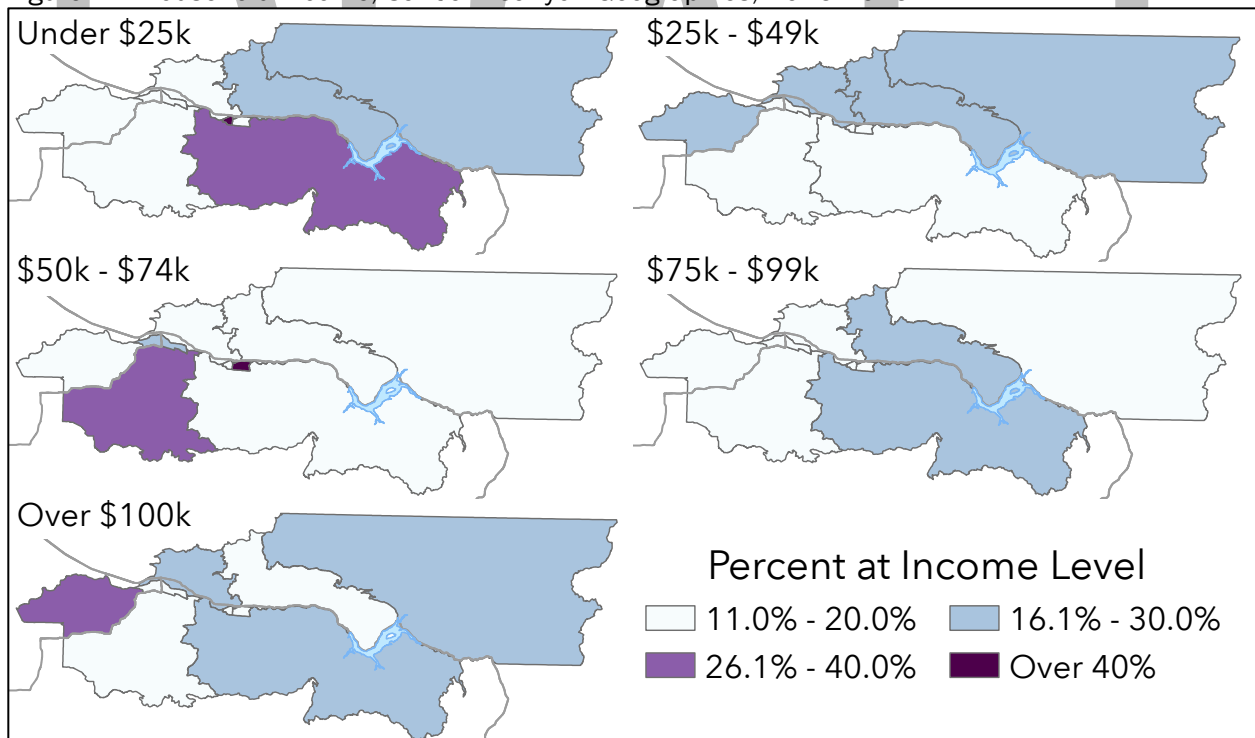 Under $25k
$25k - $49k
$50k - $74k
$75k - $99k
Over $100k
Percent at Income Level
11.0% - 20.0%
16.1% - 30.0%
26.1% - 40.0%
Over 40%